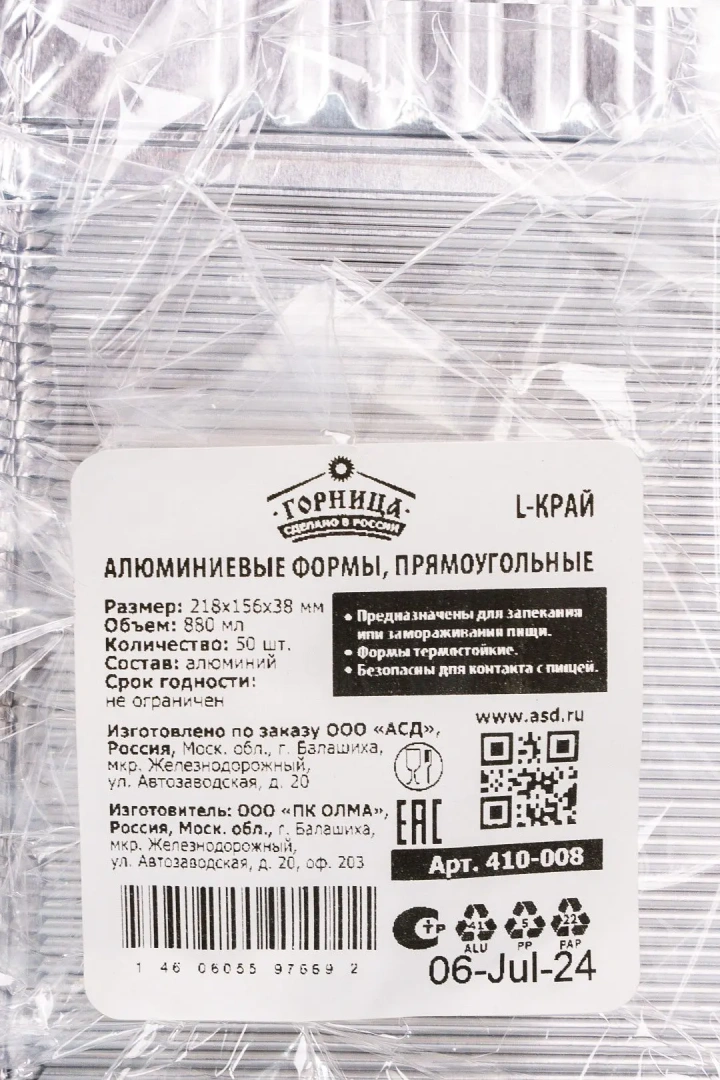 ·ГОРНИЦА·
СДЕЛАНО В РОССИИ
L-КРАЙ
АЛЮМИНИЕВЫЕ ФОРМЫ, ПРЯМОУГОЛЬНЫЕ
Размер: 218х156х38 мм
Объем: 880 мл
Количество: 50 шт.
Состав: алюминий
Срок годности:
не ограничен
• Предназначены для запекания
или замораживания пищи.
• Формы термостойкие.
• Безопасны для контакта с пищей.
Изготовлено по заказу ООО «АСД»,
Россия, Моск. обл., г. Балашиха,
мкр. Железнодорожный,
ул. Автозаводская, д. 20
Изготовитель: ООО «ПК ОЛМА»,
Россия, Моск. обл., г. Балашиха,
мкр. Железнодорожный,
ул. Автозаводская, д. 20, оф. 203
www.asd.ru
ЕАС
Арт. 410-008
1 46 06055 97669 2
СТР
41
ALU
5
PP
22
PAP
06-Jul-24